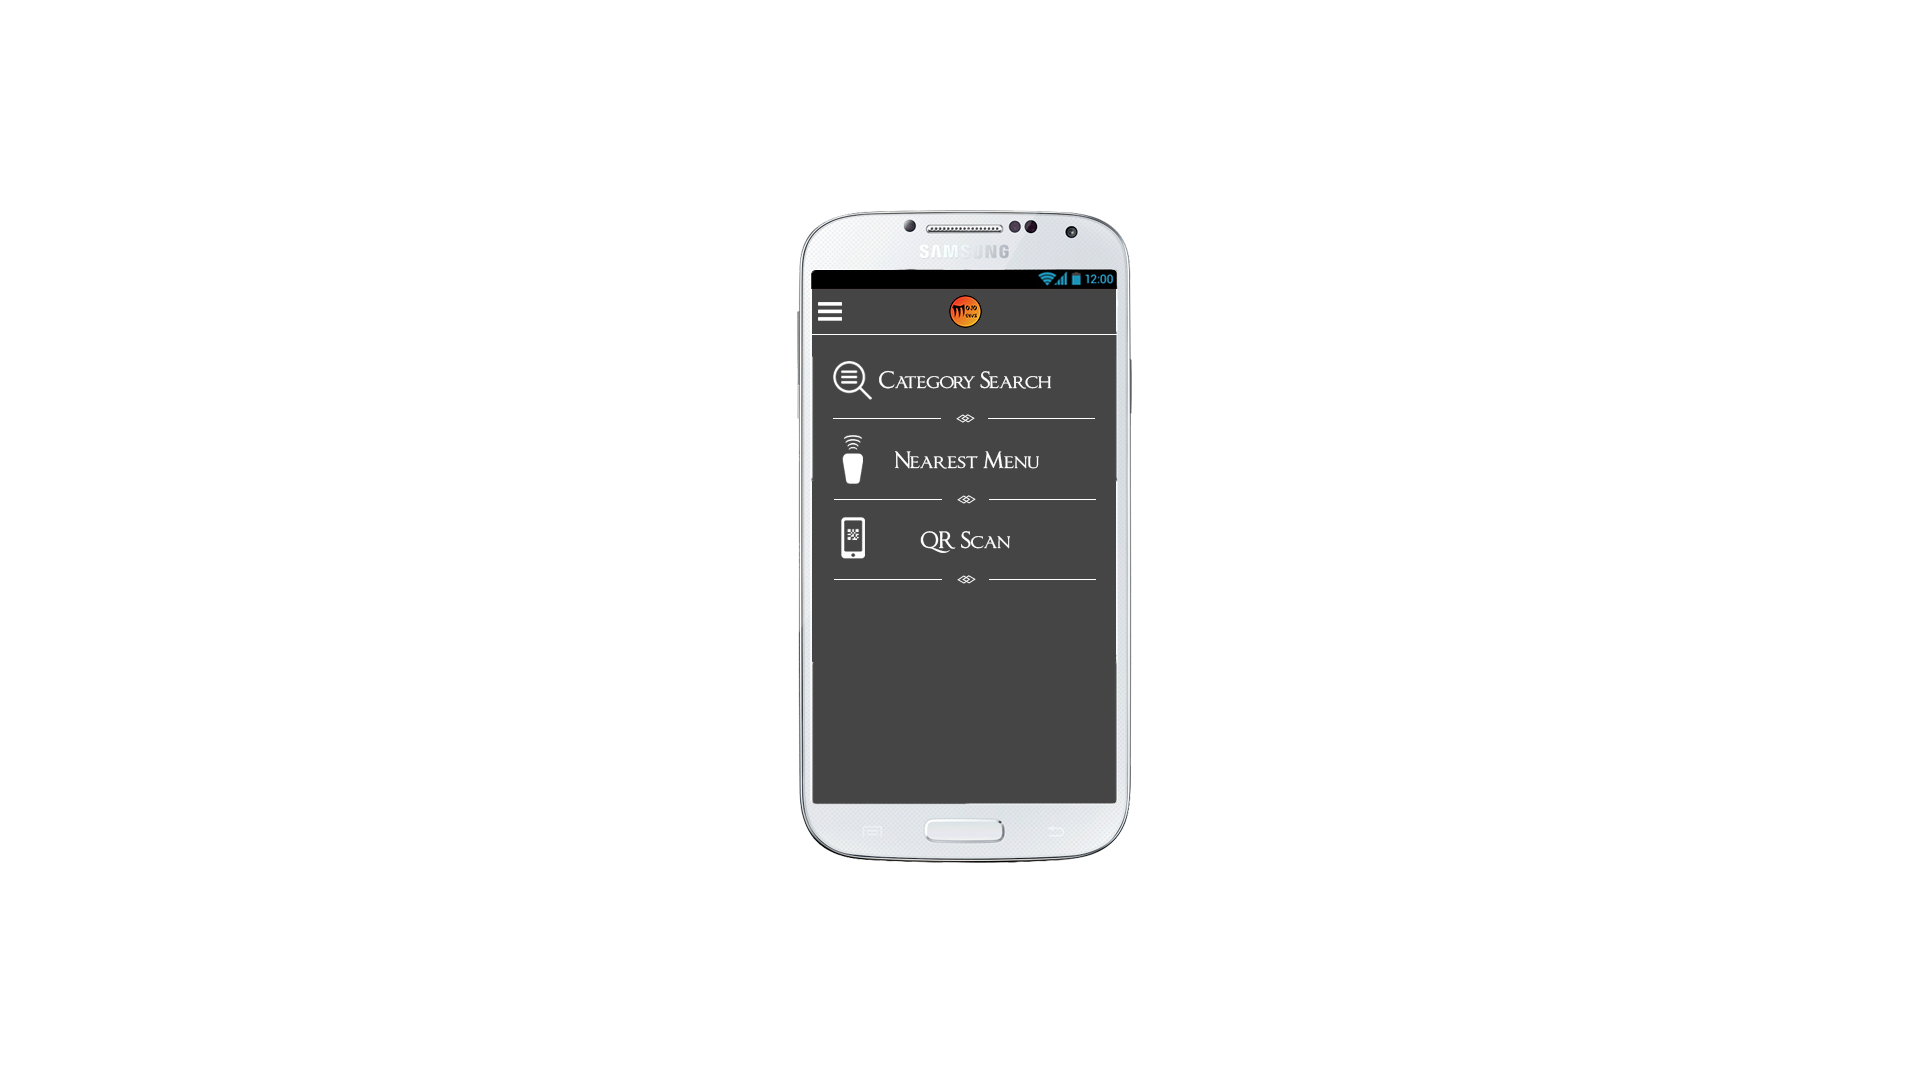 SAMSUNG
12:00
Category Search
Nearest Menu
QR Scan